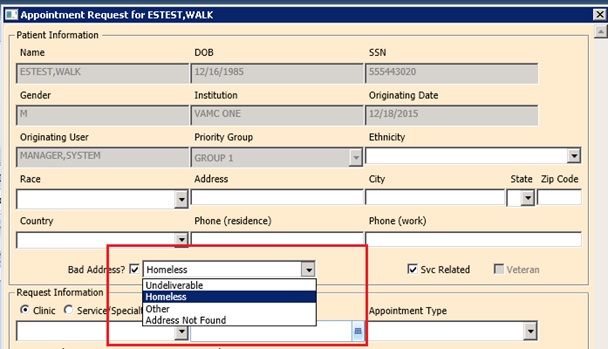 Appointment Request for ESTEST,WALK
Patient Information
Name DOB SSN
ESTEST,WALK 12/16/1985 555443020
Gender Institution Originating Date
M VAMC ONE 12/18/2015
Originating User Priority Group Ethnicity
MANAGER,SYSTEM GROUP 1
Race Address City State Zip Code
Country Phone (residence) Phone (work)
Bad Address? Homeless Svc Related Veteran
Undeliverable
Request Information Homeless
Clinic Other
Address Not Found Appointment Type